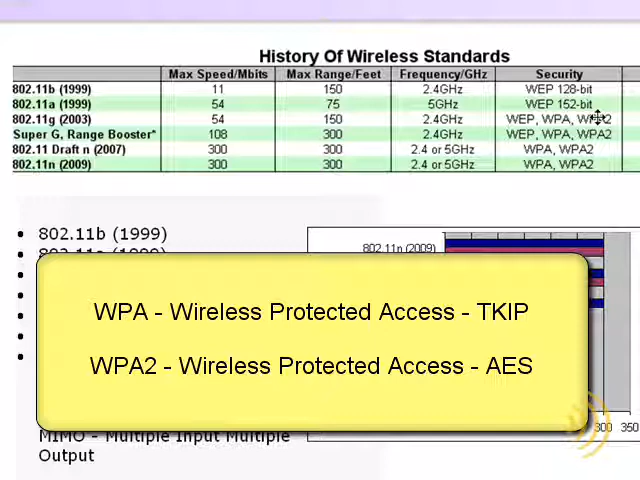 History Of Wireless Standards
Max Speed/Mbits Max Range/Feet Frequency/GHz Security
802.11b (1999) 11 150 2.4GHz WEP 128-bit
802.11a (1999) 54 75 5GHz WEP 152-bit
802.11g (2003) 54 150 2.4GHz WEP, WPA, WPA2
Super G, Range Booster* 108 300 2.4GHz WEP, WPA, WPA2
802.11 Draft n (2007) 300 300 2.4 or 5GHz WPA, WPA2
802.11n (2009) 300 300 2.4 or 5GHz WPA, WPA2
• 802.11b (1999)
• 802.11a (1999)
802.11n (2009)
WPA - Wireless Protected Access - TKIP
WPA2 - Wireless Protected Access - AES
300 350
MIMO - Multiple Input Multiple
Output